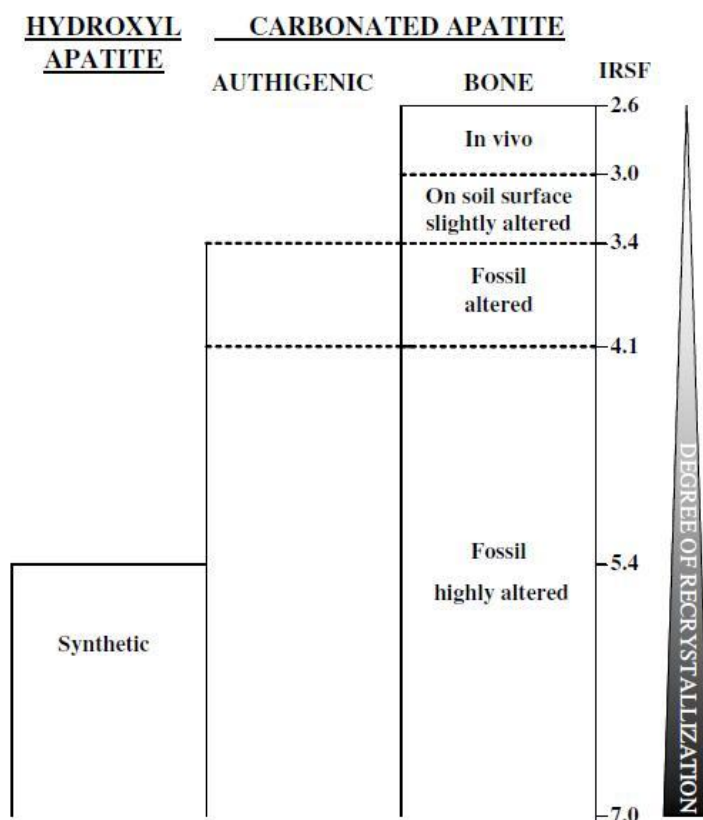 HYDROXYL
APATITE
CARBONATED APATITE
AUTHIGENIC
BONE
IRSF
2.6
In vivo
3.0
On soil surface
slightly altered
3.4
Fossil
altered
4.1
Fossil
highly altered
5.4
Synthetic
7.0
DEGREE OF RECRYSTALLIZATION